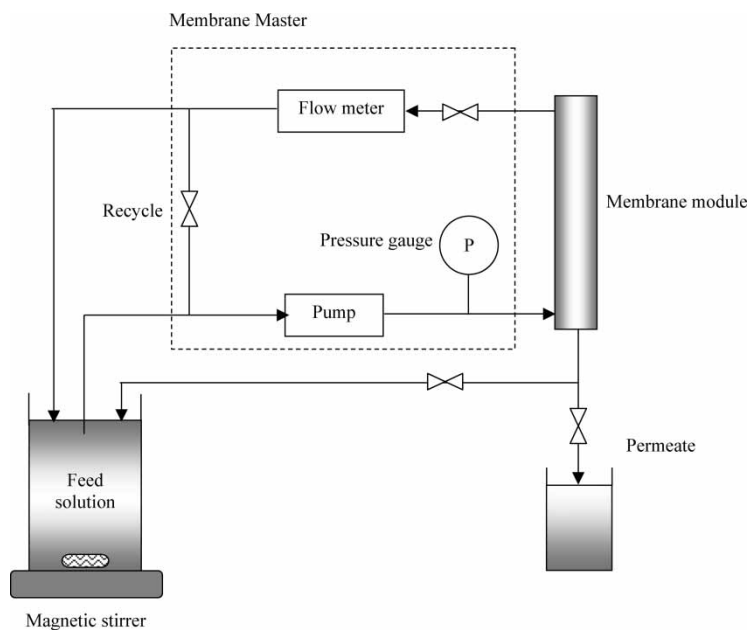 Membrane Master
Flow meter
Recycle
Membrane module
Pressure gauge
P
Pump
Feed
solution
Permeate
Magnetic stirrer